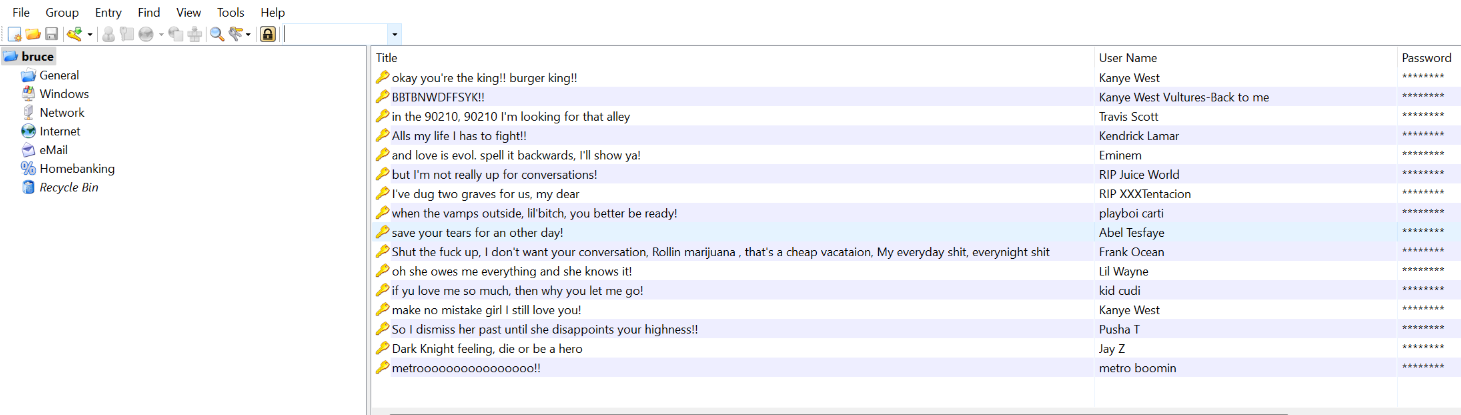 File Group Entry Find View Tools Help
bruce
General
Windows
Network
Internet
eMail
Homebanking
Recycle Bin
Title User Name Password
okay you're the king!! burger king!! Kanye West ********
BBTBNWDFFSYK!! Kanye West Vultures-Back to me ********
in the 90210, 90210 I'm looking for that alley Travis Scott ********
Alls my life I has to fight!! Kendrick Lamar ********
and love is evol. spell it backwards, I'll show ya! Eminem ********
but I'm not really up for conversations! RIP Juice World ********
I've dug two graves for us, my dear RIP XXXTentacion ********
when the vamps outside, lil'bitch, you better be ready! playboi carti ********
save your tears for an other day! Abel Tesfaye ********
Shut the fuck up, I don't want your conversation, Rollin marijuana , that's a cheap vacataion, My everyday shit, everynight shit Frank Ocean ********
oh she owes me everything and she knows it! Lil Wayne ********
if yu love me so much, then why you let me go! kid cudi ********
make no mistake girl I still love you! Kanye West ********
So I dismiss her past until she disappoints your highness!! Pusha T ********
Dark Knight feeling, die or be a hero Jay Z ********
metroooooooooooooooo!! metro boomin ********